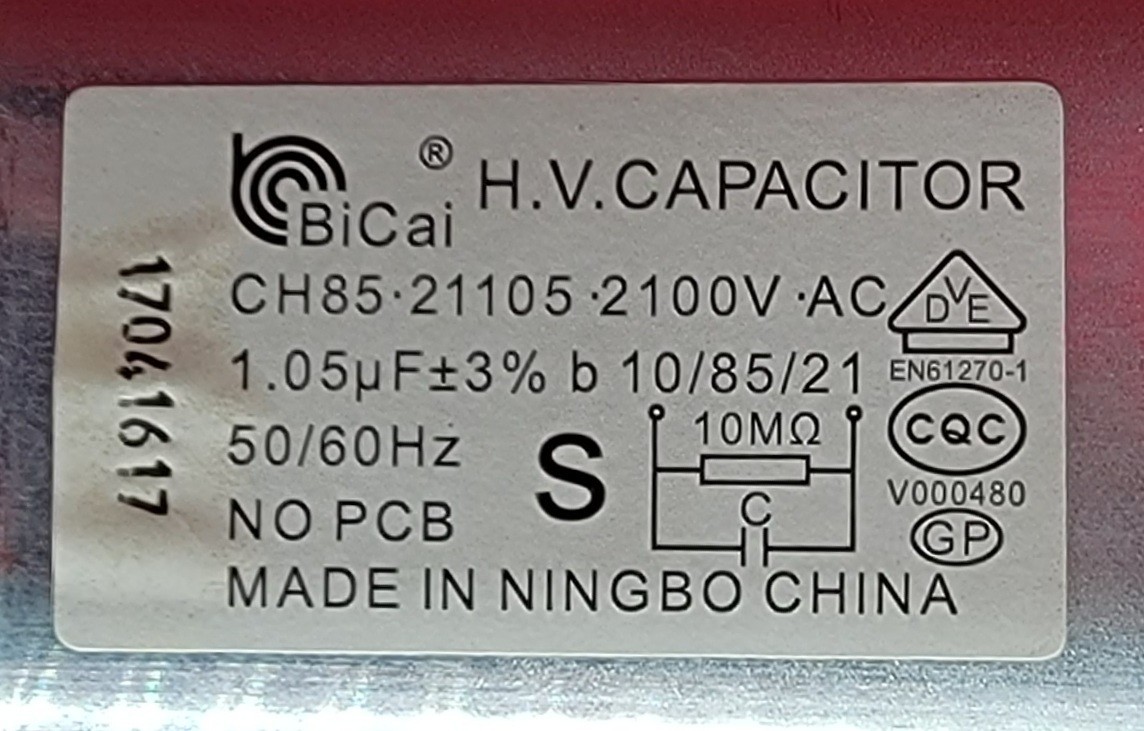 BiCai ® H.V.CAPACITOR
CH85·21105·2100V·AC
DVE
1.05µF±3% b 10/85/21
EN61270-1
50/60Hz
S
10MΩ
C
CQC
V000480
NO PCB
GP
MADE IN NINGBO CHINA
17041617